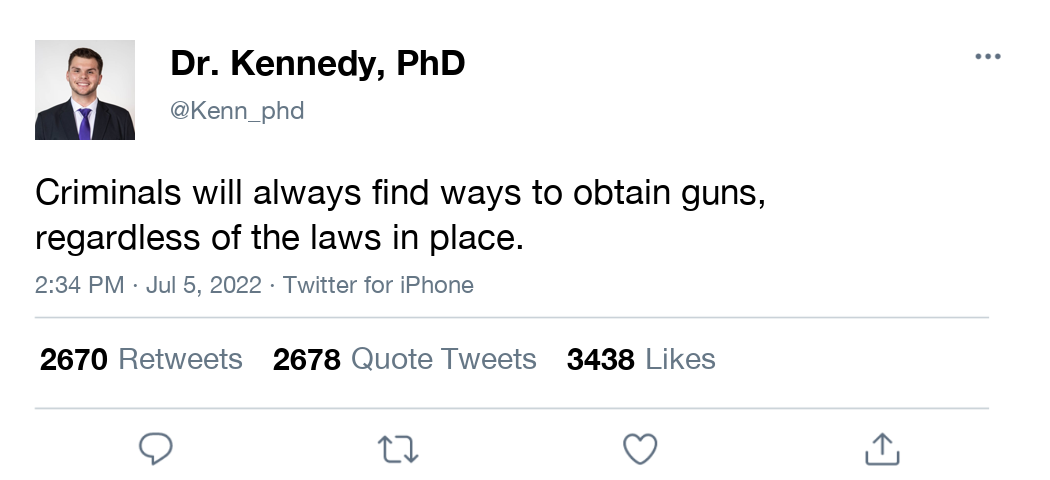 Dr. Kennedy, PhD
@Kenn_phd
Criminals will always find ways to obtain guns,
regardless of the laws in place.
2:34 PM · Jul 5, 2022 · Twitter for iPhone
2670 Retweets 2678 Quote Tweets 3438 Likes